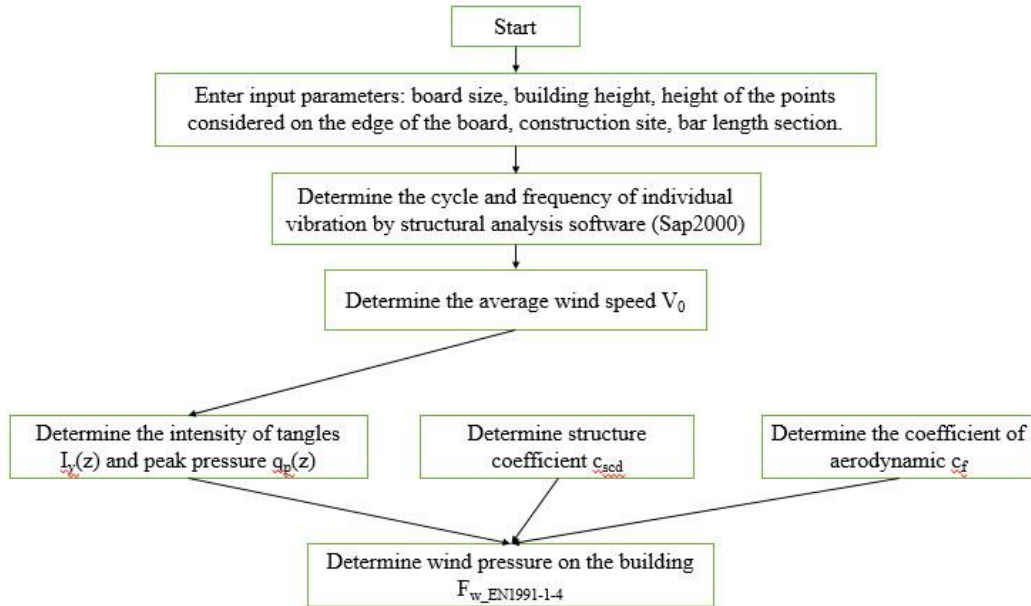 Start
Enter input parameters: board size, building height, height of the points
considered on the edge of the board, construction site, bar length section.
Determine the cycle and frequency of individual
vibration by structural analysis software (Sap2000)
Determine the average wind speed V₀
Determine the intensity of tangles
Iᵥ(z) and peak pressure qₚ(z)
Determine structure
coefficient c_scd
Determine the coefficient of
aerodynamic c_f
Determine wind pressure on the building
F_w_EN1991-1-4